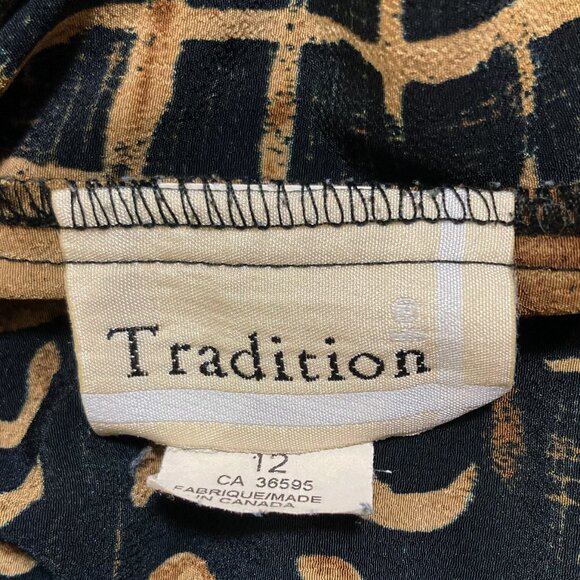 Tradition
12
CA 36595
FABRIQUE/MADE
IN CANADA